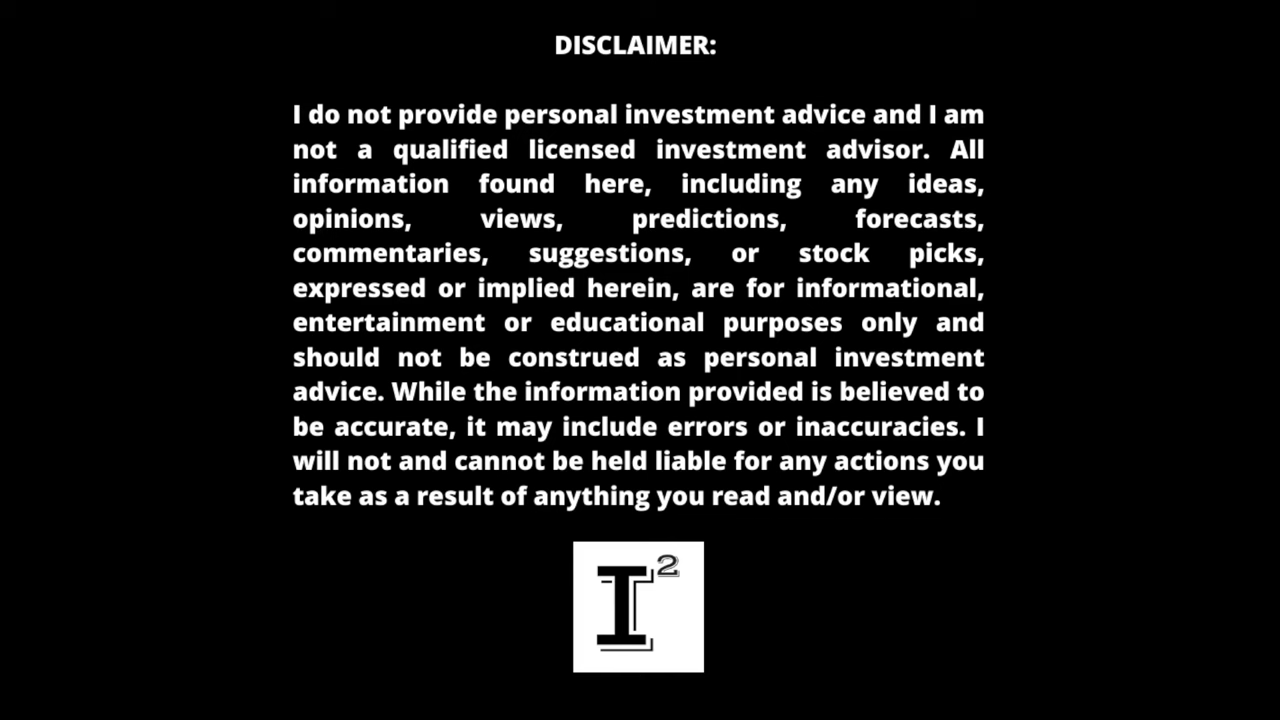 DISCLAIMER:
I do not provide personal investment advice and I am
not a qualified licensed investment advisor. All
information found here, including any ideas,
opinions, views, predictions, forecasts,
commentaries, suggestions, or stock picks,
expressed or implied herein, are for informational,
entertainment or educational purposes only and
should not be construed as personal investment
advice. While the information provided is believed to
be accurate, it may include errors or inaccuracies. I
will not and cannot be held liable for any actions you
take as a result of anything you read and/or view.
I²